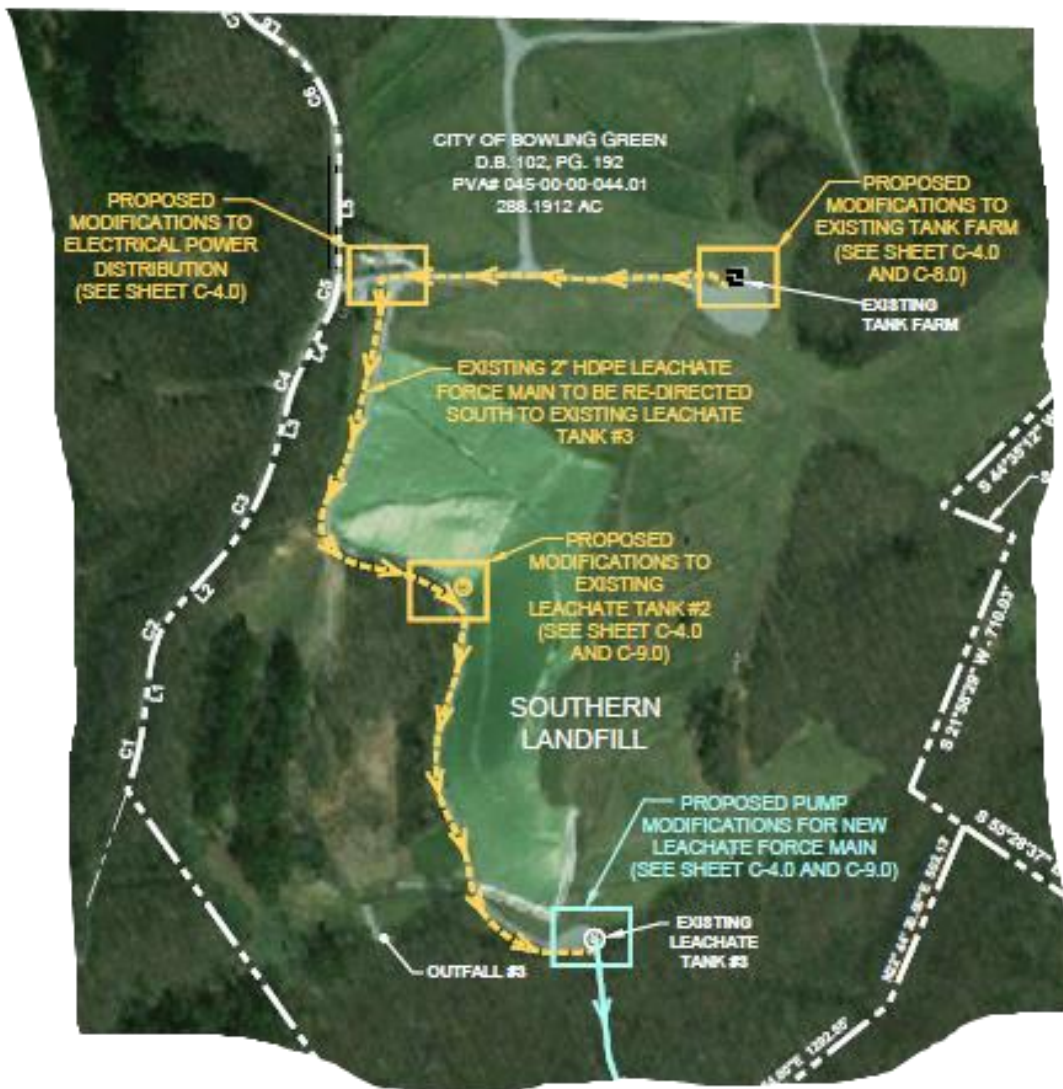 L6
C6
CITY OF BOWLING GREEN
D.B. 102, PG. 192
PVA# 045-00-00-044.01
288.1912 AC
PROPOSED
MODIFICATIONS TO
ELECTRICAL POWER
DISTRIBUTION
(SEE SHEET C-4.0)
L5
C5
PROPOSED
MODIFICATIONS TO
EXISTING TANK FARM
(SEE SHEET C-4.0
AND C-8.0)
EXISTING
TANK FARM
L4
C4
L3
C3
L2
C2
L1
C1
EXISTING 2" HDPE LEACHATE
FORCE MAIN TO BE RE-DIRECTED
SOUTH TO EXISTING LEACHATE
TANK #3
S 44°35'12" W
PROPOSED
MODIFICATIONS TO
EXISTING
LEACHATE TANK #2
(SEE SHEET C-4.0
AND C-9.0)
S 21°58'29" W - 710.03'
SOUTHERN
LANDFILL
PROPOSED PUMP
MODIFICATIONS FOR NEW
LEACHATE FORCE MAIN
(SEE SHEET C-4.0 AND C-9.0)
S 55°28'37"
EXISTING
LEACHATE
TANK #3
OUTFALL #3
1292.55'